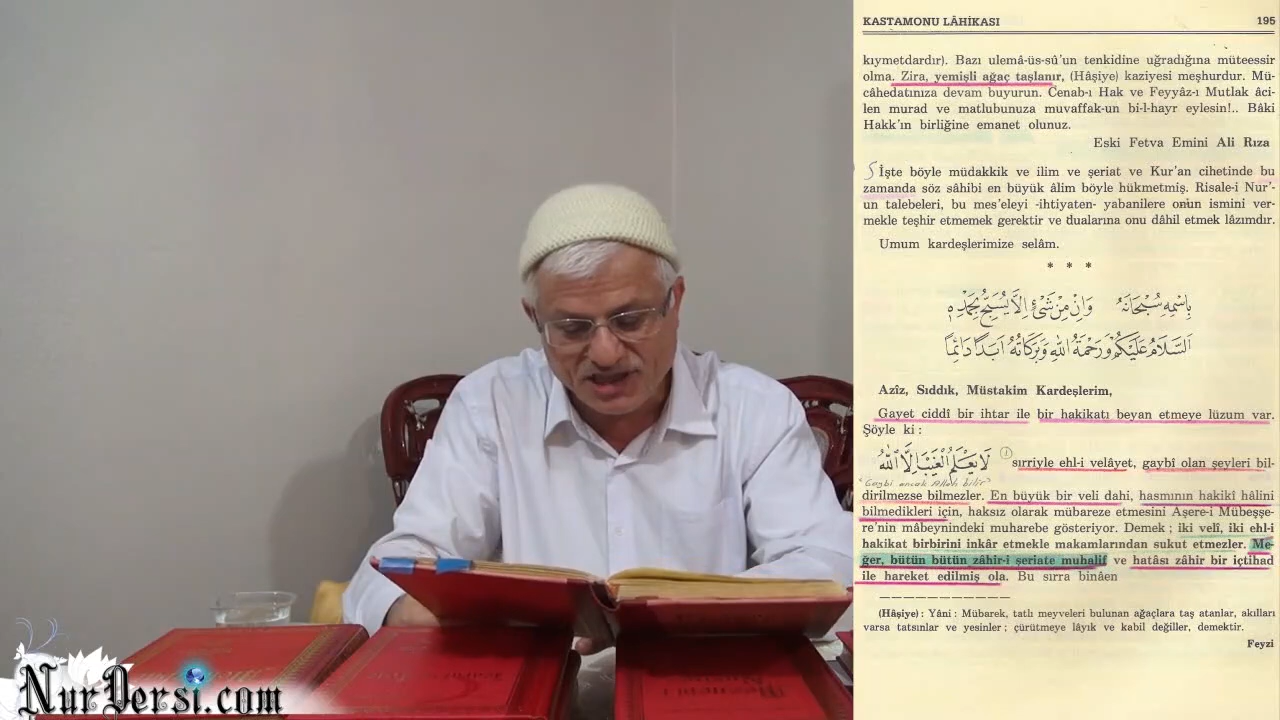 KASTAMONU LÂHİKASI 195
kıymetdardır). Bazı ulemâ-üs-sû'un tenkidine uğradığına müteessir
olma. Zira, yemişli ağaç taşlanır, (Hâşiye) kaziyesi meşhurdur. Mü-
câhedatınıza devam buyurun. Cenab-ı Hak ve Feyyâz-ı Mutlak âci-
len murad ve matlubunuza muvaffak-un bi-l-hayr eylesin!.. Bâki
Hakk'ın birliğine emanet olunuz.
Eski Fetva Emini Ali Rıza
İşte böyle müdakkik ve ilim ve şeriat ve Kur'an cihetinde bu
zamanda söz sâhibi en büyük âlim böyle hükmetmiş. Risale-i Nur'-
un talebeleri, bu mes'eleyi -ihtiyaten- yabanilere onun ismini ver-
mekle teşhir etmemek gerektir ve dualarına onu dâhil etmek lâzımdır.
Umum kardeşlerimize selâm.
* * *
بِاسْمِهِ سُبْحَانَهُ وَاِنْ مِنْ شَيْءٍ اِلَّا يُسَبِّحُ بِحَمْدِهِ
اَلسَّلَامُ عَلَيْكُمْ وَرَحْمَةُ اللّٰهِ وَبَرَكَاتُهُ اَبَدًا دَائِمًا
Azîz, Sıddık, Müstakim Kardeşlerim,
Gayet ciddî bir ihtar ile bir hakikatı beyan etmeye lüzum var.
Şöyle ki :
لَا يَعْلَمُ الْغَيْبَ اِلَّا اللّٰهُ (1) sırriyle ehl-i velâyet, gaybî olan şeyleri bil-
"Gaybı ancak Allah bilir"
dirilmezse bilmezler. En büyük bir veli dahi, hasmının hakikî hâlini
bilmedikleri için, haksız olarak mübareze etmesini Aşere-i Mübeşşe-
re'nin mâbeynindeki muharebe gösteriyor. Demek ; iki velî, iki ehl-i
hakikat birbirini inkâr etmekle makamlarından sukut etmezler. Me-
ğer, bütün bütün zâhir-i şeriate muhalif ve hatâsı zâhir bir içtihad
ile hareket edilmiş ola. Bu sırra binâen
(Hâşiye) : Yâni : Mübarek, tatlı meyveleri bulunan ağaçlara taş atanlar, akılları
varsa tatsınlar ve yesinler ; çürütmeye lâyık ve kabil değiller, demektir.
Feyzi
NurDersi.com